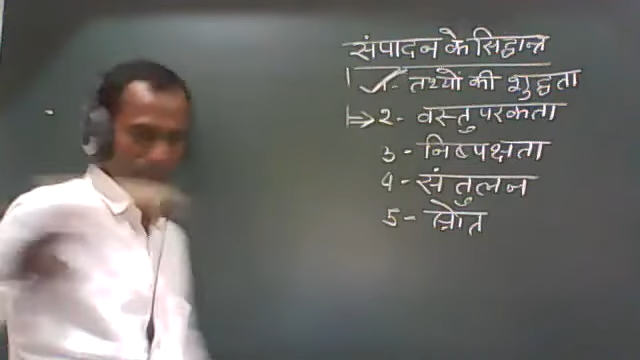 संपादन के सिद्धान्त
1- तथ्यों की शुद्धता
2- वस्तुपरकता
3- निष्पक्षता
4- संतुलन
5- स्रोत